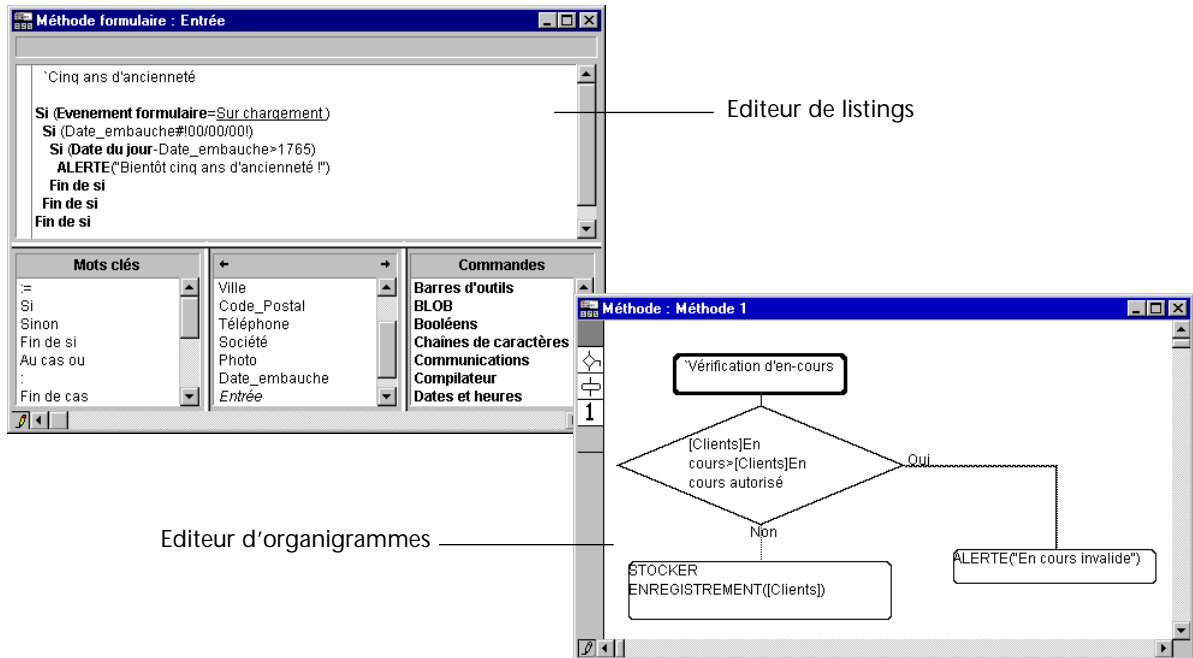 Méthode formulaire : Entrée
`Cinq ans d'ancienneté
Si (Evenement formulaire=Sur chargement )
Si (Date_embauche#!00/00/00!)
Si (Date du jour-Date_embauche>1765)
ALERTE("Bientôt cinq ans d'ancienneté !")
Fin de si
Fin de si
Fin de si
Editeur de listings
Mots clés
:=
Si
Sinon
Fin de si
Au cas ou
:
Fin de cas
Ville
Code_Postal
Téléphone
Société
Photo
Date_embauche
Entrée
Commandes
Barres d'outils
BLOB
Booléens
Chaînes de caractères
Communications
Compilateur
Dates et heures
Méthode : Méthode 1
1
`Vérification d'en-cours
[Clients]En
cours>[Clients]En
cours autorisé
Oui
Non
STOCKER
ENREGISTREMENT([Clients])
ALERTE("En cours invalide")
Editeur d'organigrammes